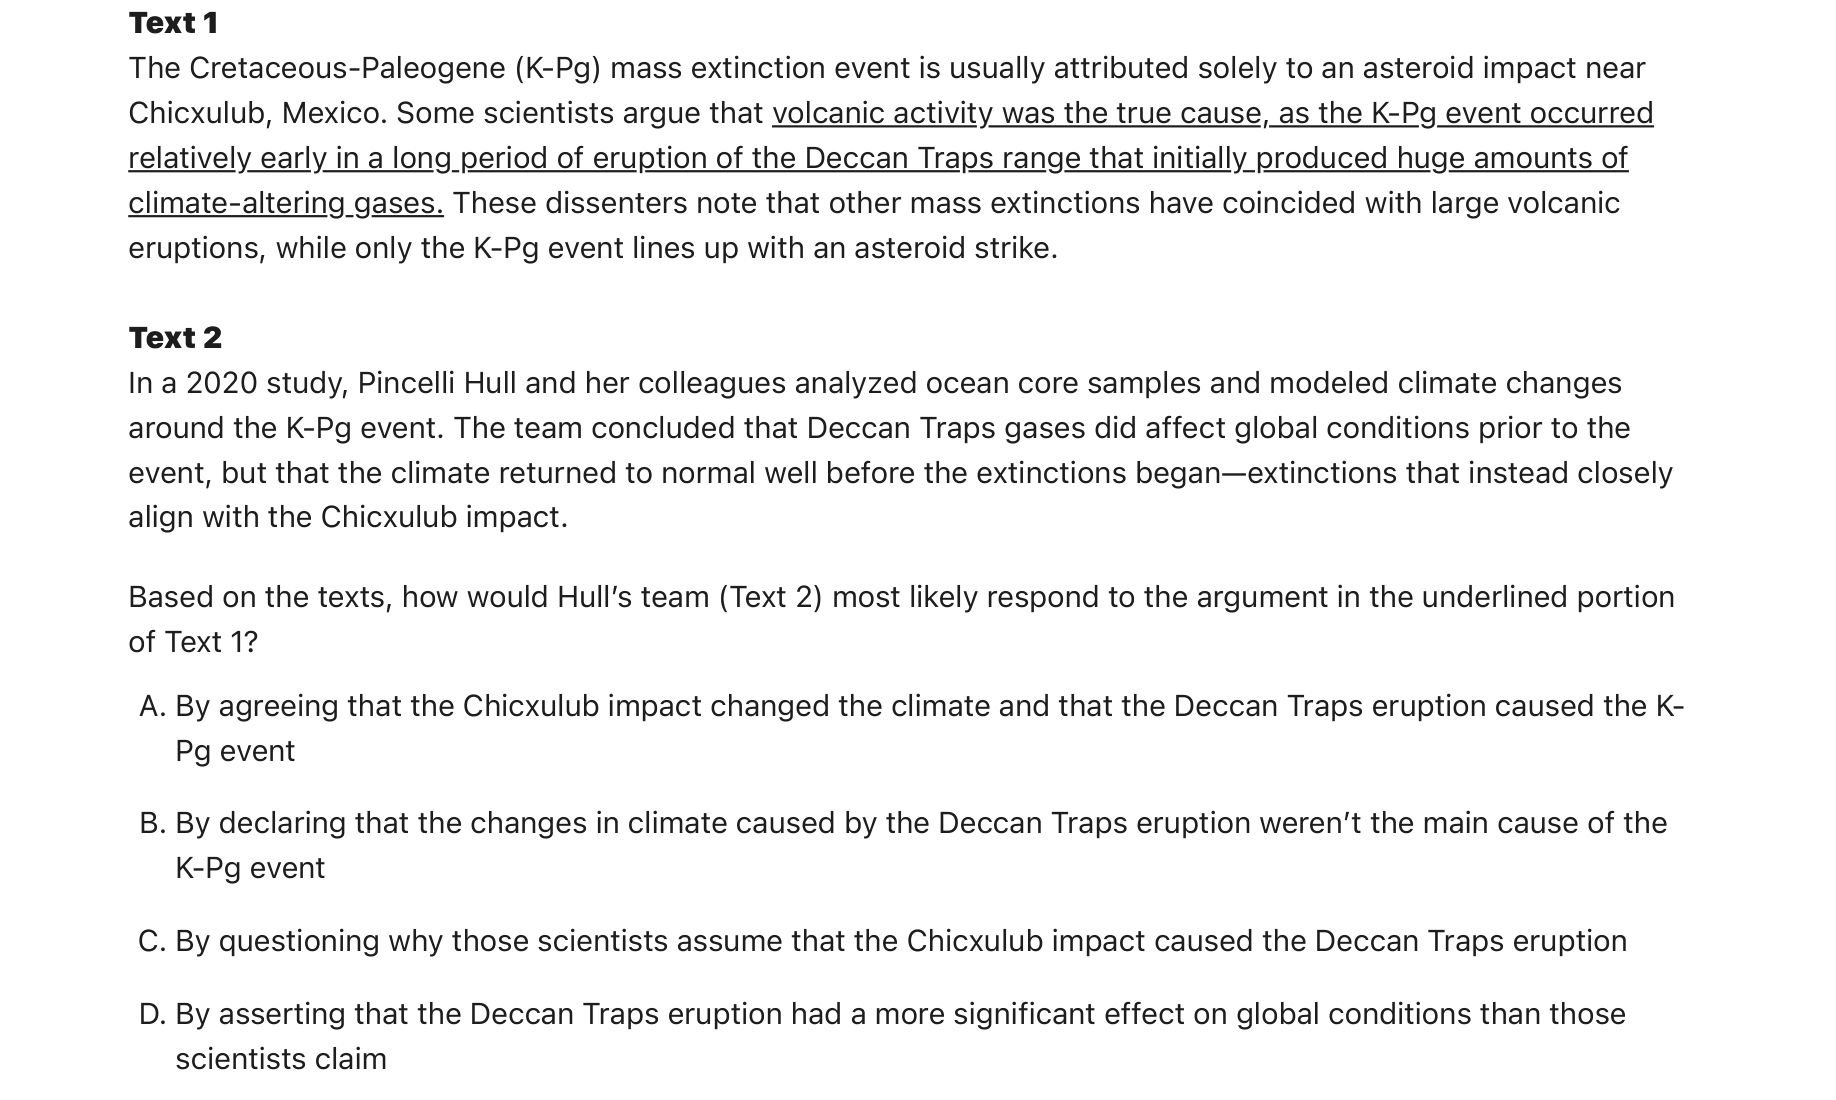 Text 1
The Cretaceous-Paleogene (K-Pg) mass extinction event is usually attributed solely to an asteroid impact near
Chicxulub, Mexico. Some scientists argue that volcanic activity was the true cause, as the K-Pg event occurred
relatively early in a long period of eruption of the Deccan Traps range that initially produced huge amounts of
climate-altering gases. These dissenters note that other mass extinctions have coincided with large volcanic
eruptions, while only the K-Pg event lines up with an asteroid strike.
Text 2
In a 2020 study, Pincelli Hull and her colleagues analyzed ocean core samples and modeled climate changes
around the K-Pg event. The team concluded that Deccan Traps gases did affect global conditions prior to the
event, but that the climate returned to normal well before the extinctions began—extinctions that instead closely
align with the Chicxulub impact.
Based on the texts, how would Hull’s team (Text 2) most likely respond to the argument in the underlined portion
of Text 1?
A. By agreeing that the Chicxulub impact changed the climate and that the Deccan Traps eruption caused the K-
Pg event
B. By declaring that the changes in climate caused by the Deccan Traps eruption weren’t the main cause of the
K-Pg event
C. By questioning why those scientists assume that the Chicxulub impact caused the Deccan Traps eruption
D. By asserting that the Deccan Traps eruption had a more significant effect on global conditions than those
scientists claim